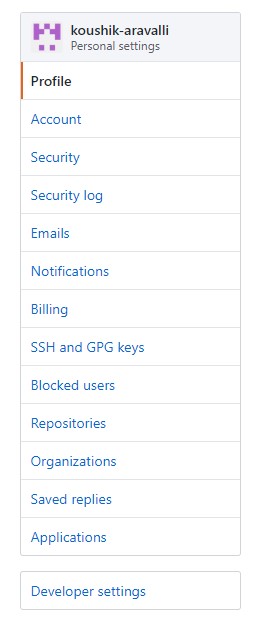 koushik-aravalli
Personal settings
Profile
Account
Security
Security log
Emails
Notifications
Billing
SSH and GPG keys
Blocked users
Repositories
Organizations
Saved replies
Applications
Developer settings